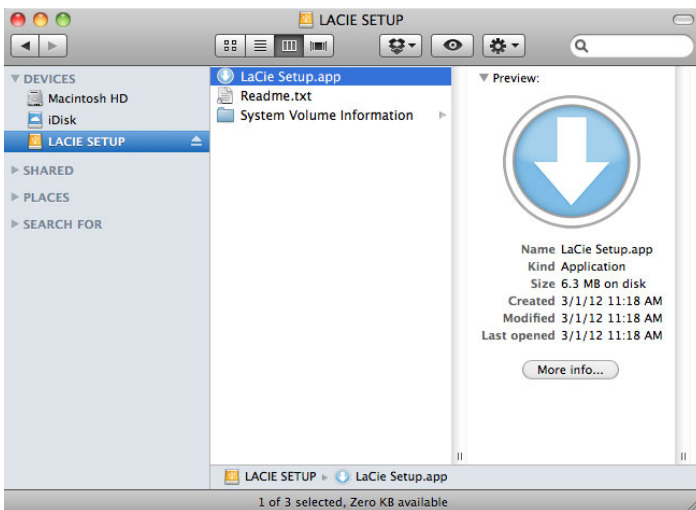 LACIE SETUP
DEVICES
Macintosh HD
iDisk
LACIE SETUP
SHARED
PLACES
SEARCH FOR
LaCie Setup.app
Readme.txt
System Volume Information
Preview:
Name LaCie Setup.app
Kind Application
Size 6.3 MB on disk
Created 3/1/12 11:18 AM
Modified 3/1/12 11:18 AM
Last opened 3/1/12 11:18 AM
More info...
LACIE SETUP LaCie Setup.app
1 of 3 selected, Zero KB available